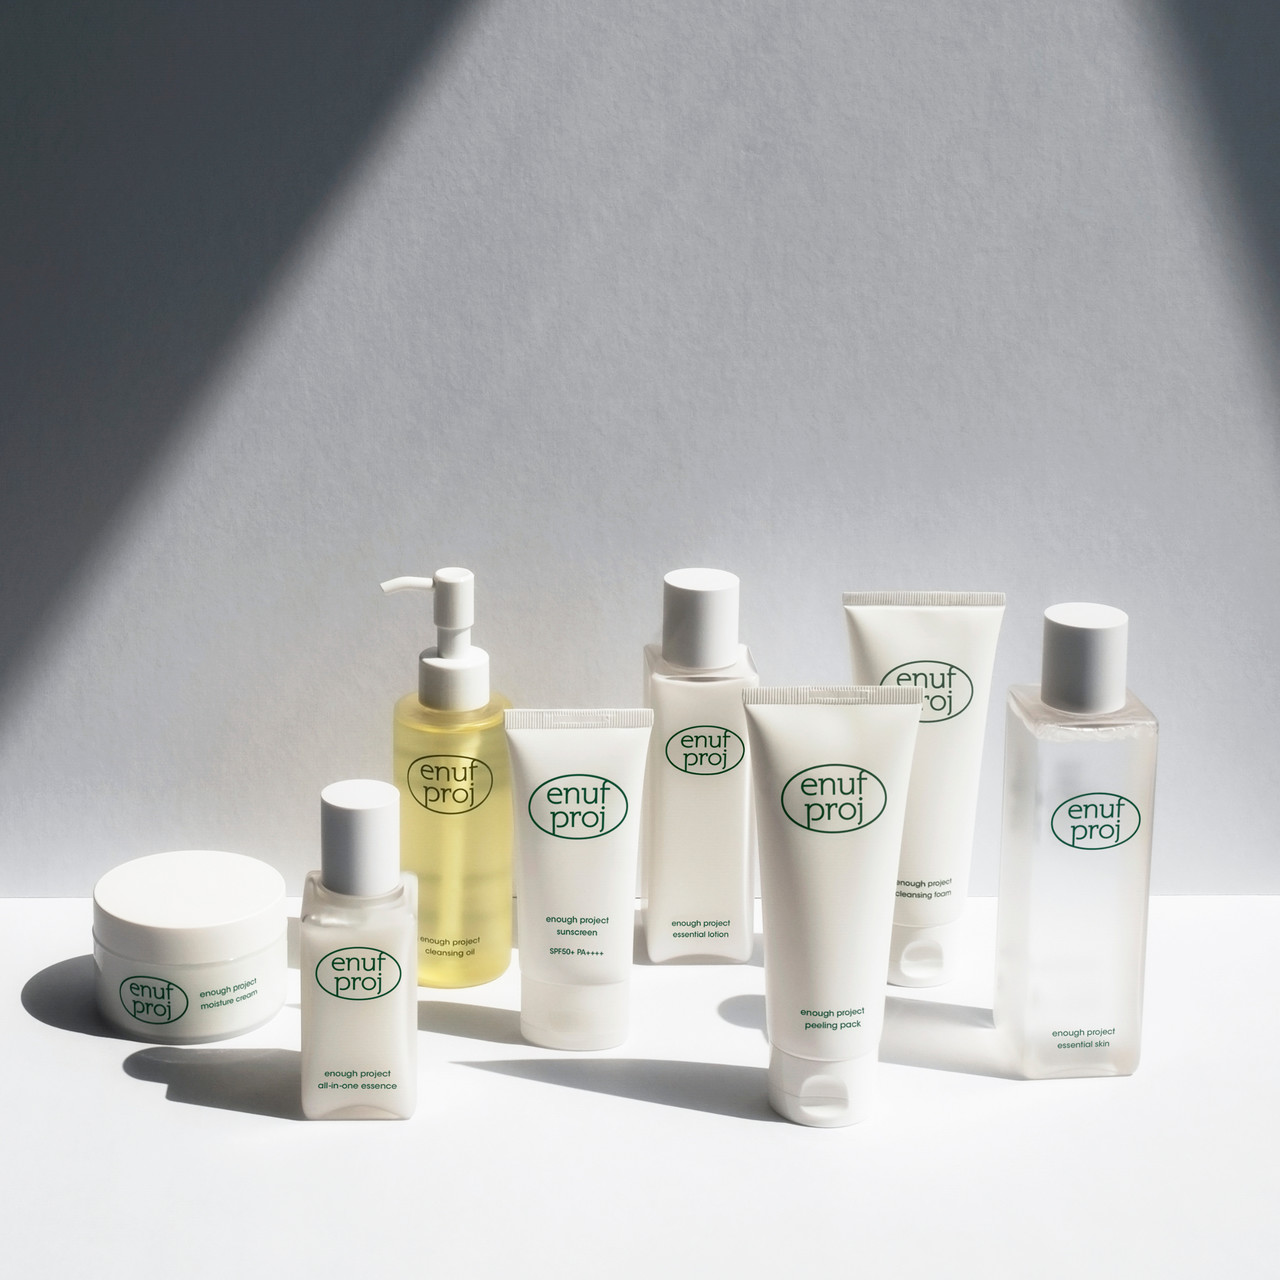 enuf
proj
enough project
moisture cream
enuf
proj
enough project
all-in-one essence
enuf
proj
enough project
cleansing oil
enuf
proj
enough project
sunscreen
SPF50+ PA++++
enuf
proj
enough project
essential lotion
enuf
proj
enough project
peeling pack
enuf
proj
enough project
cleansing foam
enuf
proj
enough project
essential skin